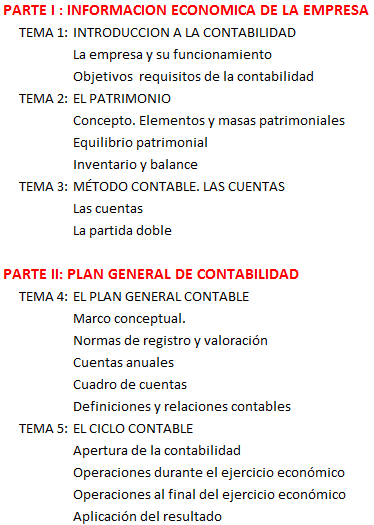 PARTE I : INFORMACION ECONOMICA DE LA EMPRESA
TEMA 1: INTRODUCCION A LA CONTABILIDAD
La empresa y su funcionamiento
Objetivos requisitos de la contabilidad
TEMA 2: EL PATRIMONIO
Concepto. Elementos y masas patrimoniales
Equilibrio patrimonial
Inventario y balance
TEMA 3: MÉTODO CONTABLE. LAS CUENTAS
Las cuentas
La partida doble
PARTE II: PLAN GENERAL DE CONTABILIDAD
TEMA 4: EL PLAN GENERAL CONTABLE
Marco conceptual.
Normas de registro y valoración
Cuentas anuales
Cuadro de cuentas
Definiciones y relaciones contables
TEMA 5: EL CICLO CONTABLE
Apertura de la contabilidad
Operaciones durante el ejercicio económico
Operaciones al final del ejercicio económico
Aplicación del resultado